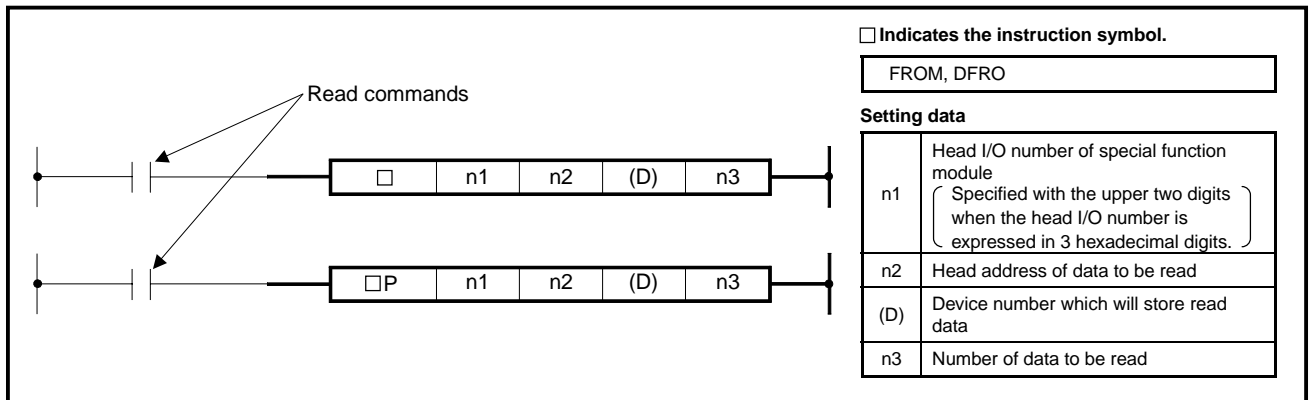 Read commands
□ n1 n2 (D) n3
□P n1 n2 (D) n3
□ Indicates the instruction symbol.
FROM, DFRO
Setting data
n1 Head I/O number of special function
module
Specified with the upper two digits
when the head I/O number is
expressed in 3 hexadecimal digits.
n2 Head address of data to be read
(D) Device number which will store read
data
n3 Number of data to be read